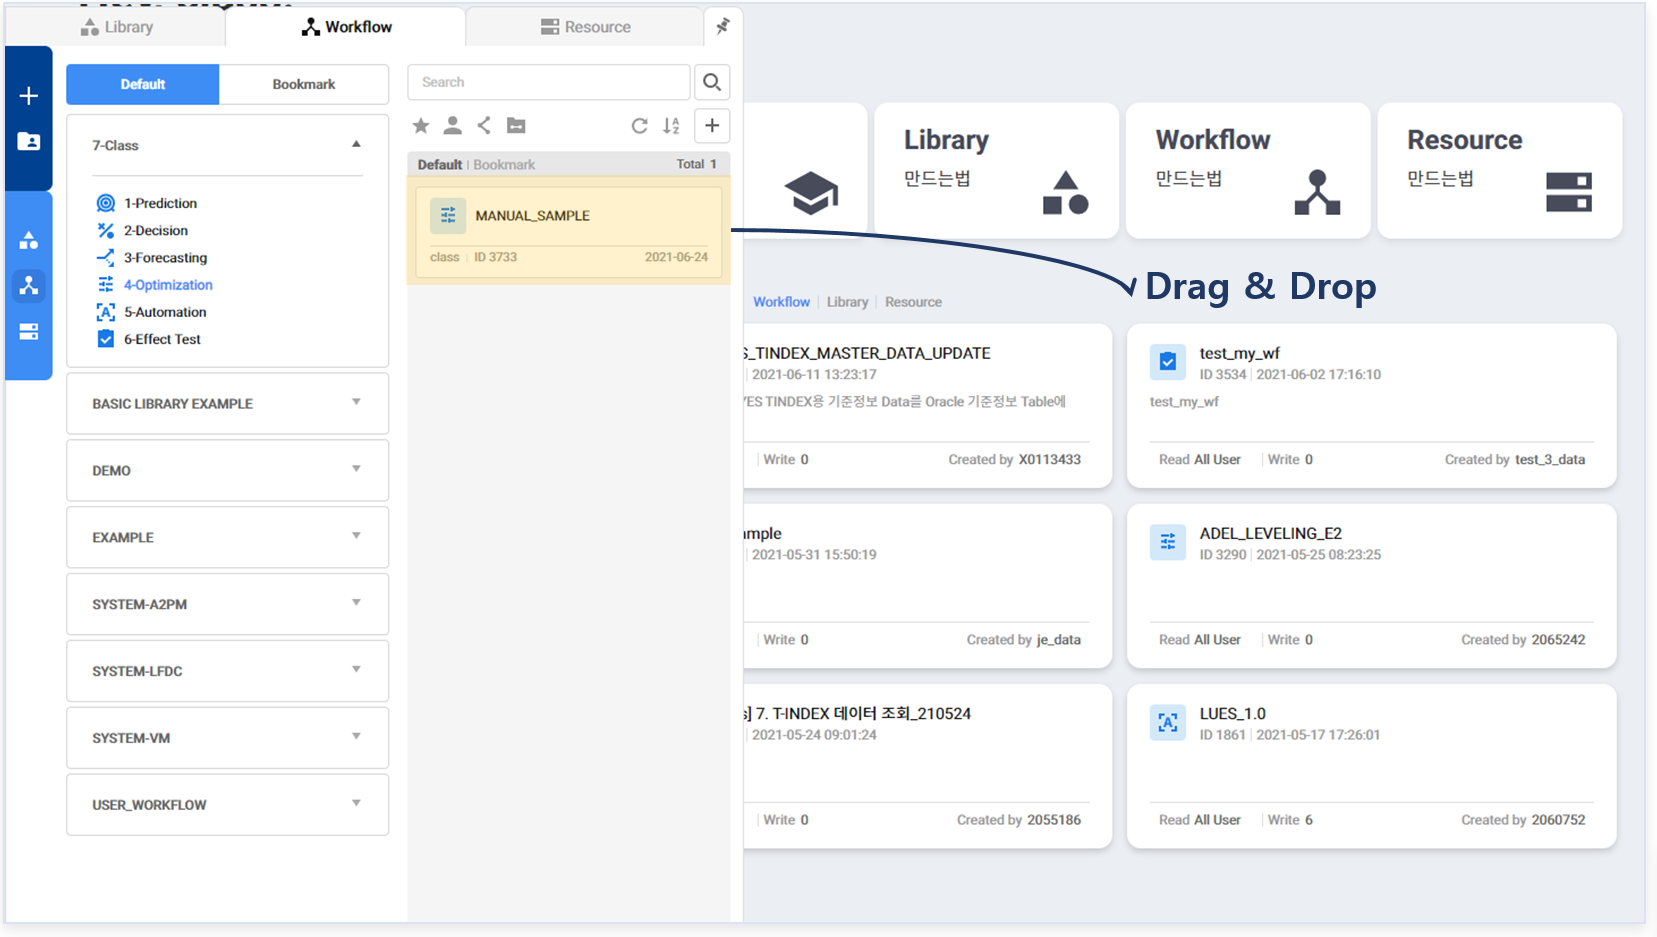 Library
Workflow
Resource
Default
Bookmark
Search
7-Class
1-Prediction
2-Decision
3-Forecasting
4-Optimization
5-Automation
6-Effect Test
BASIC LIBRARY EXAMPLE
DEMO
EXAMPLE
SYSTEM-A2PM
SYSTEM-LFDC
SYSTEM-VM
USER_WORKFLOW
Default | Bookmark
Total 1
MANUAL_SAMPLE
class | ID 3733
2021-06-24
Library
만드는법
Workflow
만드는법
Resource
만드는법
Drag & Drop
Workflow | Library | Resource
S_TINDEX_MASTER_DATA_UPDATE
| 2021-06-11 13:23:17
YES TINDEX용 기준정보 Data를 Oracle 기준정보 Table에
| Write 0
Created by X0113433
test_my_wf
ID 3534 | 2021-06-02 17:16:10
test_my_wf
Read All User | Write 0
Created by test_3_data
mple
| 2021-05-31 15:50:19
| Write 0
Created by je_data
ADEL_LEVELING_E2
ID 3290 | 2021-05-25 08:23:25
Read All User | Write 0
Created by 2065242
s] 7. T-INDEX 데이터 조회_210524
| 2021-05-24 09:01:24
| Write 0
Created by 2055186
LUES_1.0
ID 1861 | 2021-05-17 17:26:01
Read All User | Write 6
Created by 2060752